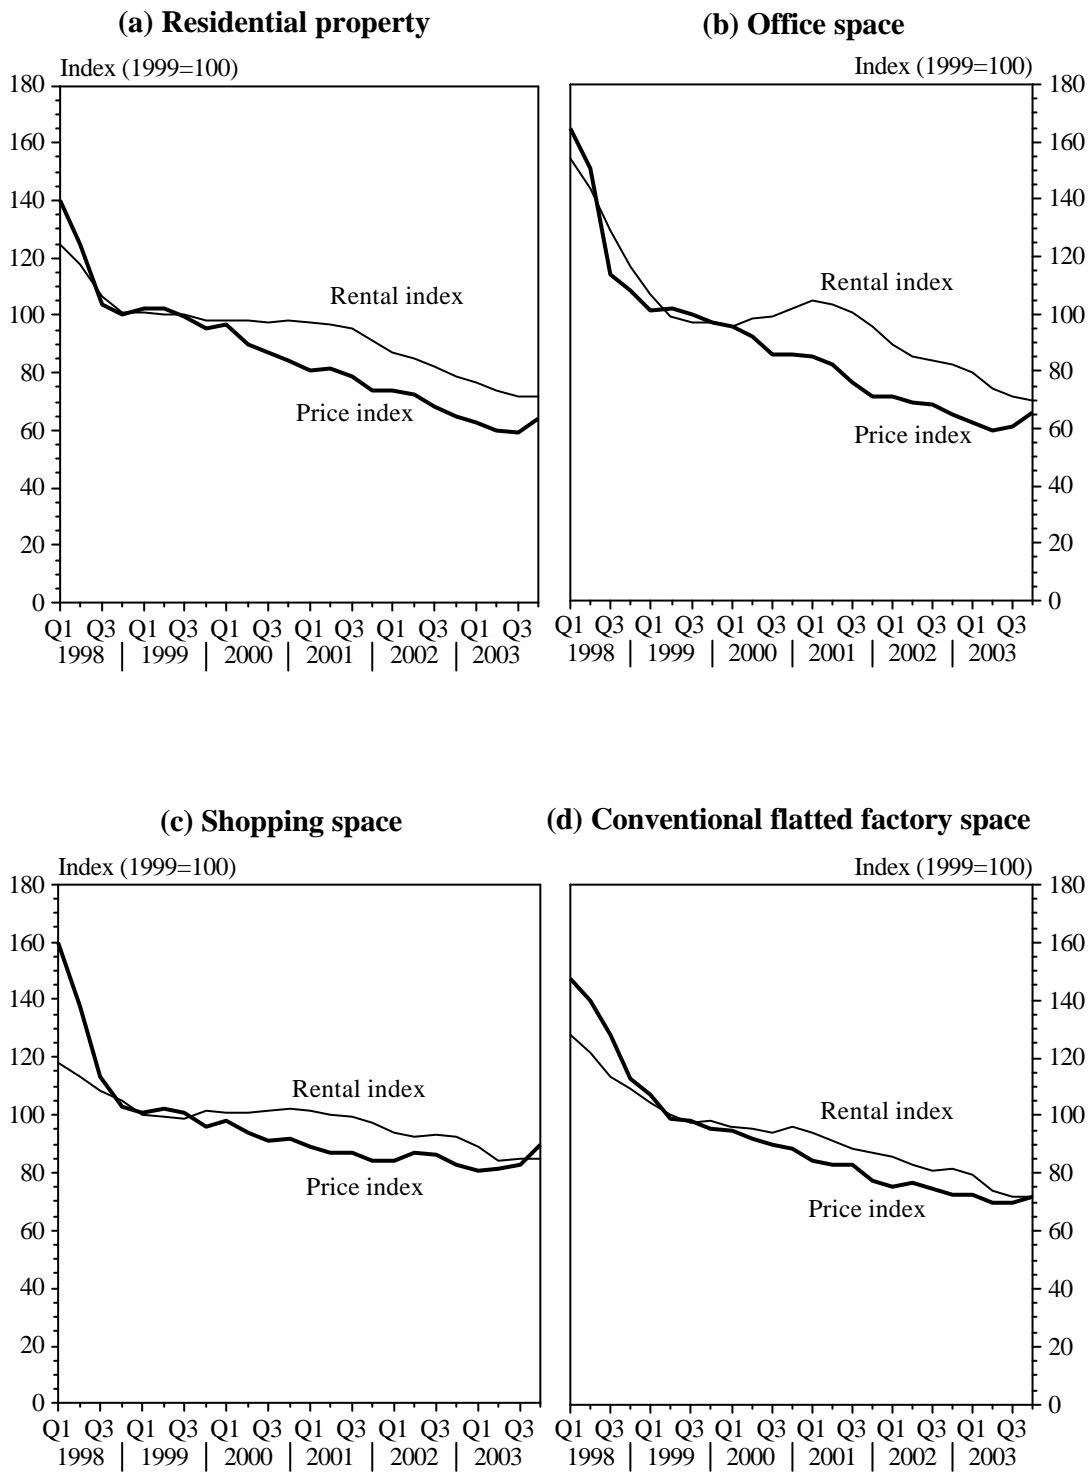 (a) Residential property
(b) Office space
Index (1999=100)
Index (1999=100)
180
160
140
120
100
80
60
40
20
0
Rental index
Price index
Q1 Q3 Q1 Q3 Q1 Q3 Q1 Q3 Q1 Q3 Q1 Q3
1998 | 1999 | 2000 | 2001 | 2002 | 2003
Rental index
Price index
180
160
140
120
100
80
60
40
20
0
Q1 Q3 Q1 Q3 Q1 Q3 Q1 Q3 Q1 Q3 Q1 Q3
1998 | 1999 | 2000 | 2001 | 2002 | 2003
(c) Shopping space
(d) Conventional flatted factory space
Index (1999=100)
Index (1999=100)
180
160
140
120
100
80
60
40
20
0
Rental index
Price index
Q1 Q3 Q1 Q3 Q1 Q3 Q1 Q3 Q1 Q3 Q1 Q3
1998 | 1999 | 2000 | 2001 | 2002 | 2003
Rental index
Price index
180
160
140
120
100
80
60
40
20
0
Q1 Q3 Q1 Q3 Q1 Q3 Q1 Q3 Q1 Q3 Q1 Q3
1998 | 1999 | 2000 | 2001 | 2002 | 2003